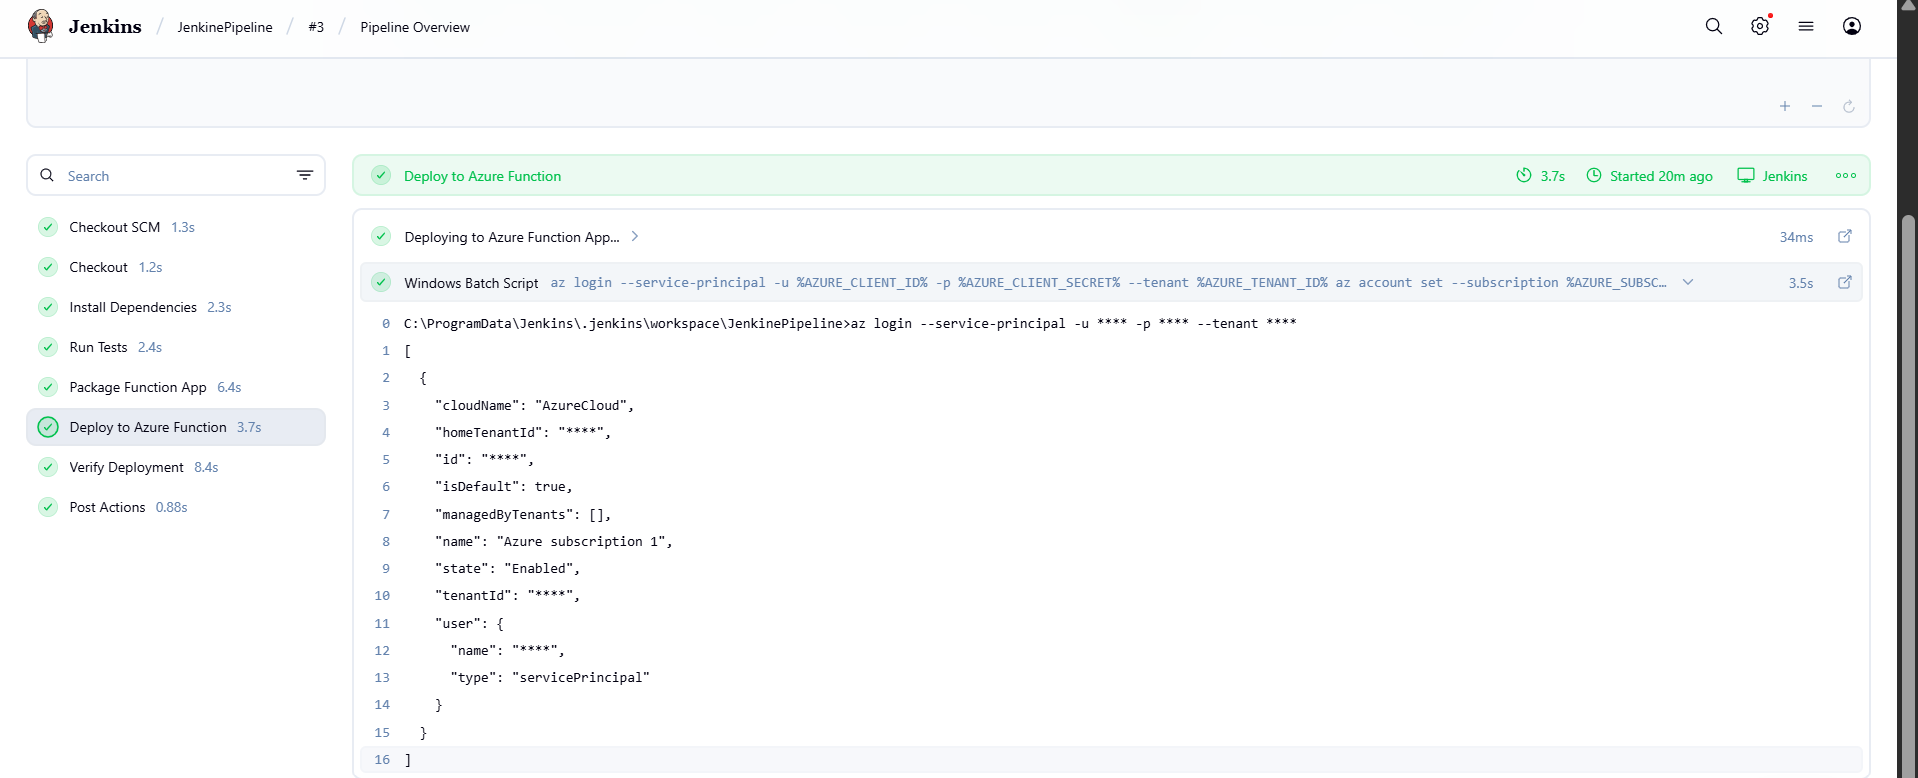 Jenkins / JenkinePipeline / #3 / Pipeline Overview
Search
Checkout SCM 1.3s
Checkout 1.2s
Install Dependencies 2.3s
Run Tests 2.4s
Package Function App 6.4s
Deploy to Azure Function 3.7s
Verify Deployment 8.4s
Post Actions 0.88s
Deploy to Azure Function 3.7s Started 20m ago Jenkins
Deploying to Azure Function App... 34ms
Windows Batch Script az login --service-principal -u %AZURE_CLIENT_ID% -p %AZURE_CLIENT_SECRET% --tenant %AZURE_TENANT_ID% az account set --subscription %AZURE_SUBSC… 3.5s
0 C:\ProgramData\Jenkins\.jenkins\workspace\JenkinePipeline>az login --service-principal -u **** -p **** --tenant ****
1 [
2 {
3 "cloudName": "AzureCloud",
4 "homeTenantId": "****",
5 "id": "****",
6 "isDefault": true,
7 "managedByTenants": [],
8 "name": "Azure subscription 1",
9 "state": "Enabled",
10 "tenantId": "****",
11 "user": {
12 "name": "****",
13 "type": "servicePrincipal"
14 }
15 }
16 ]